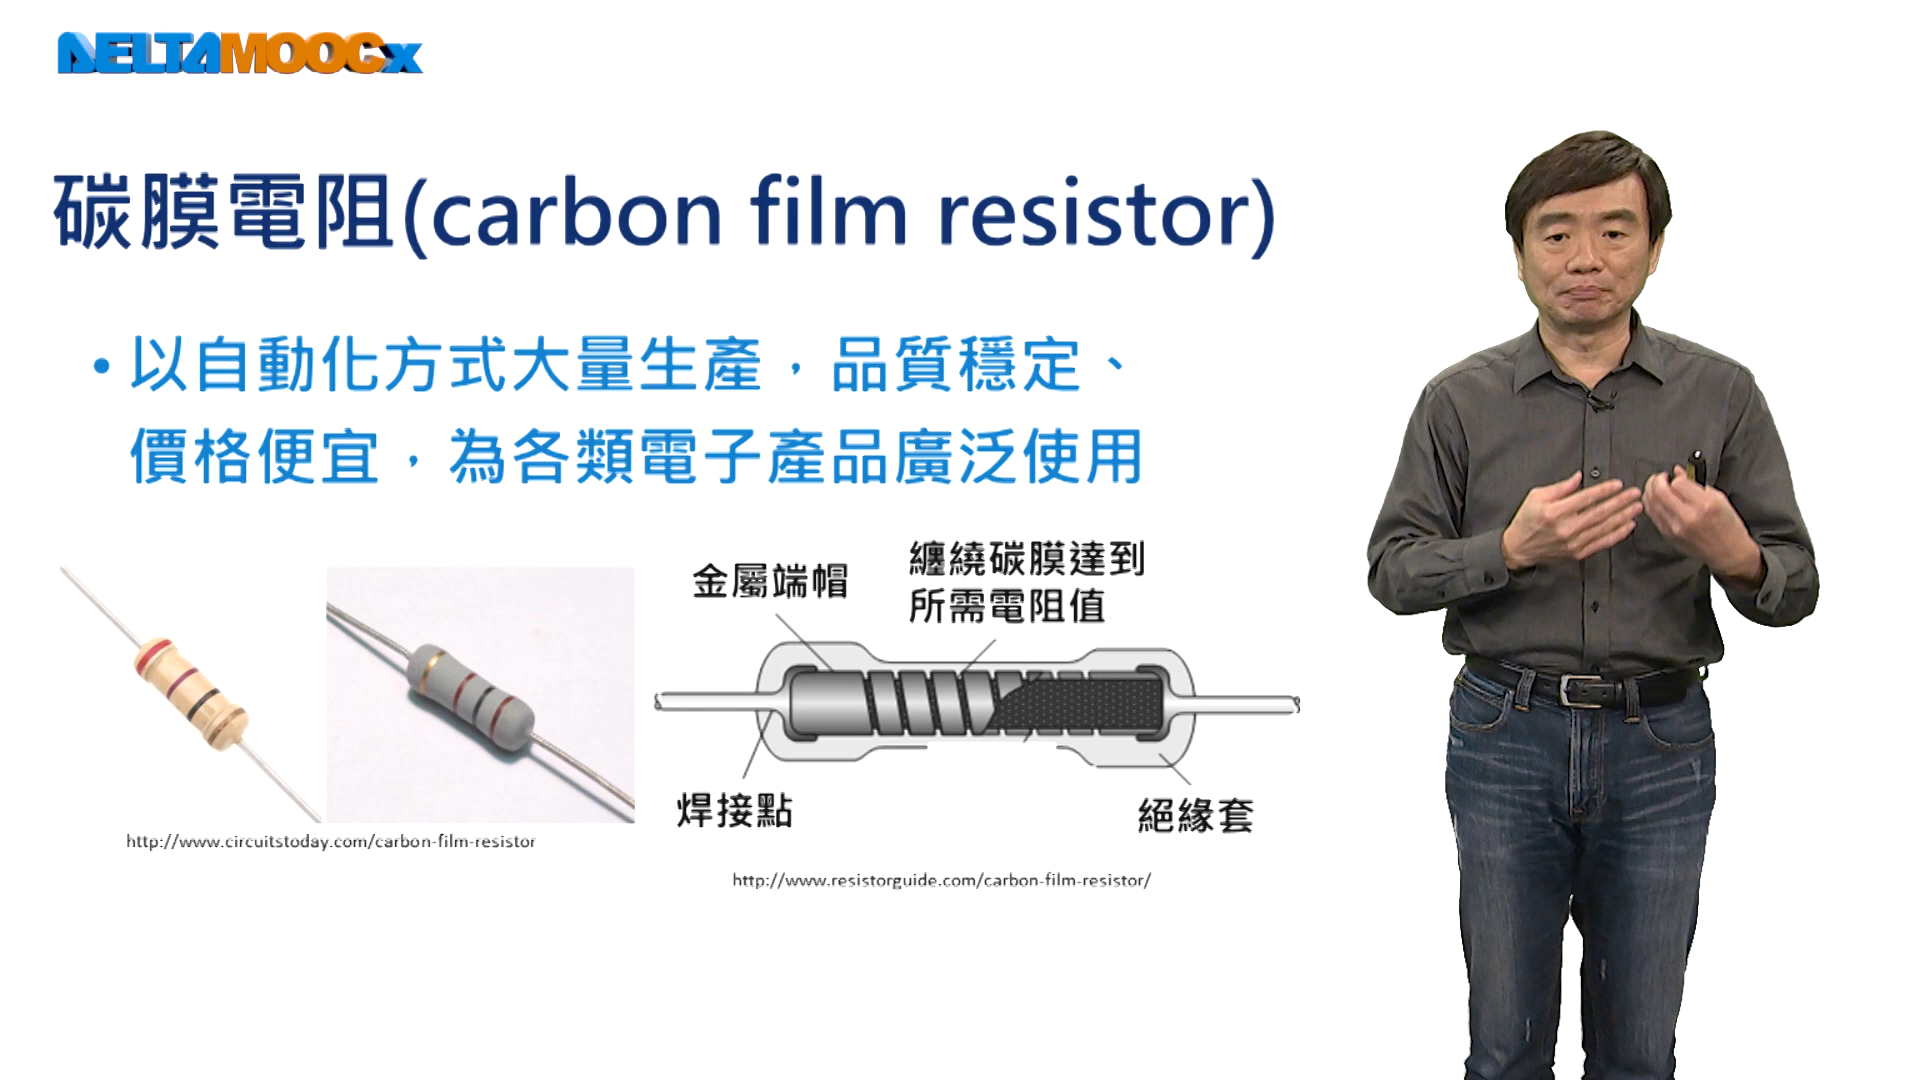 DELTAMOOCx
碳膜電阻(carbon film resistor)
• 以自動化方式大量生產，品質穩定、
價格便宜，為各類電子產品廣泛使用
金屬端帽
纏繞碳膜達到
所需電阻值
焊接點
絕緣套
http://www.circuitstoday.com/carbon-film-resistor
http://www.resistorguide.com/carbon-film-resistor/